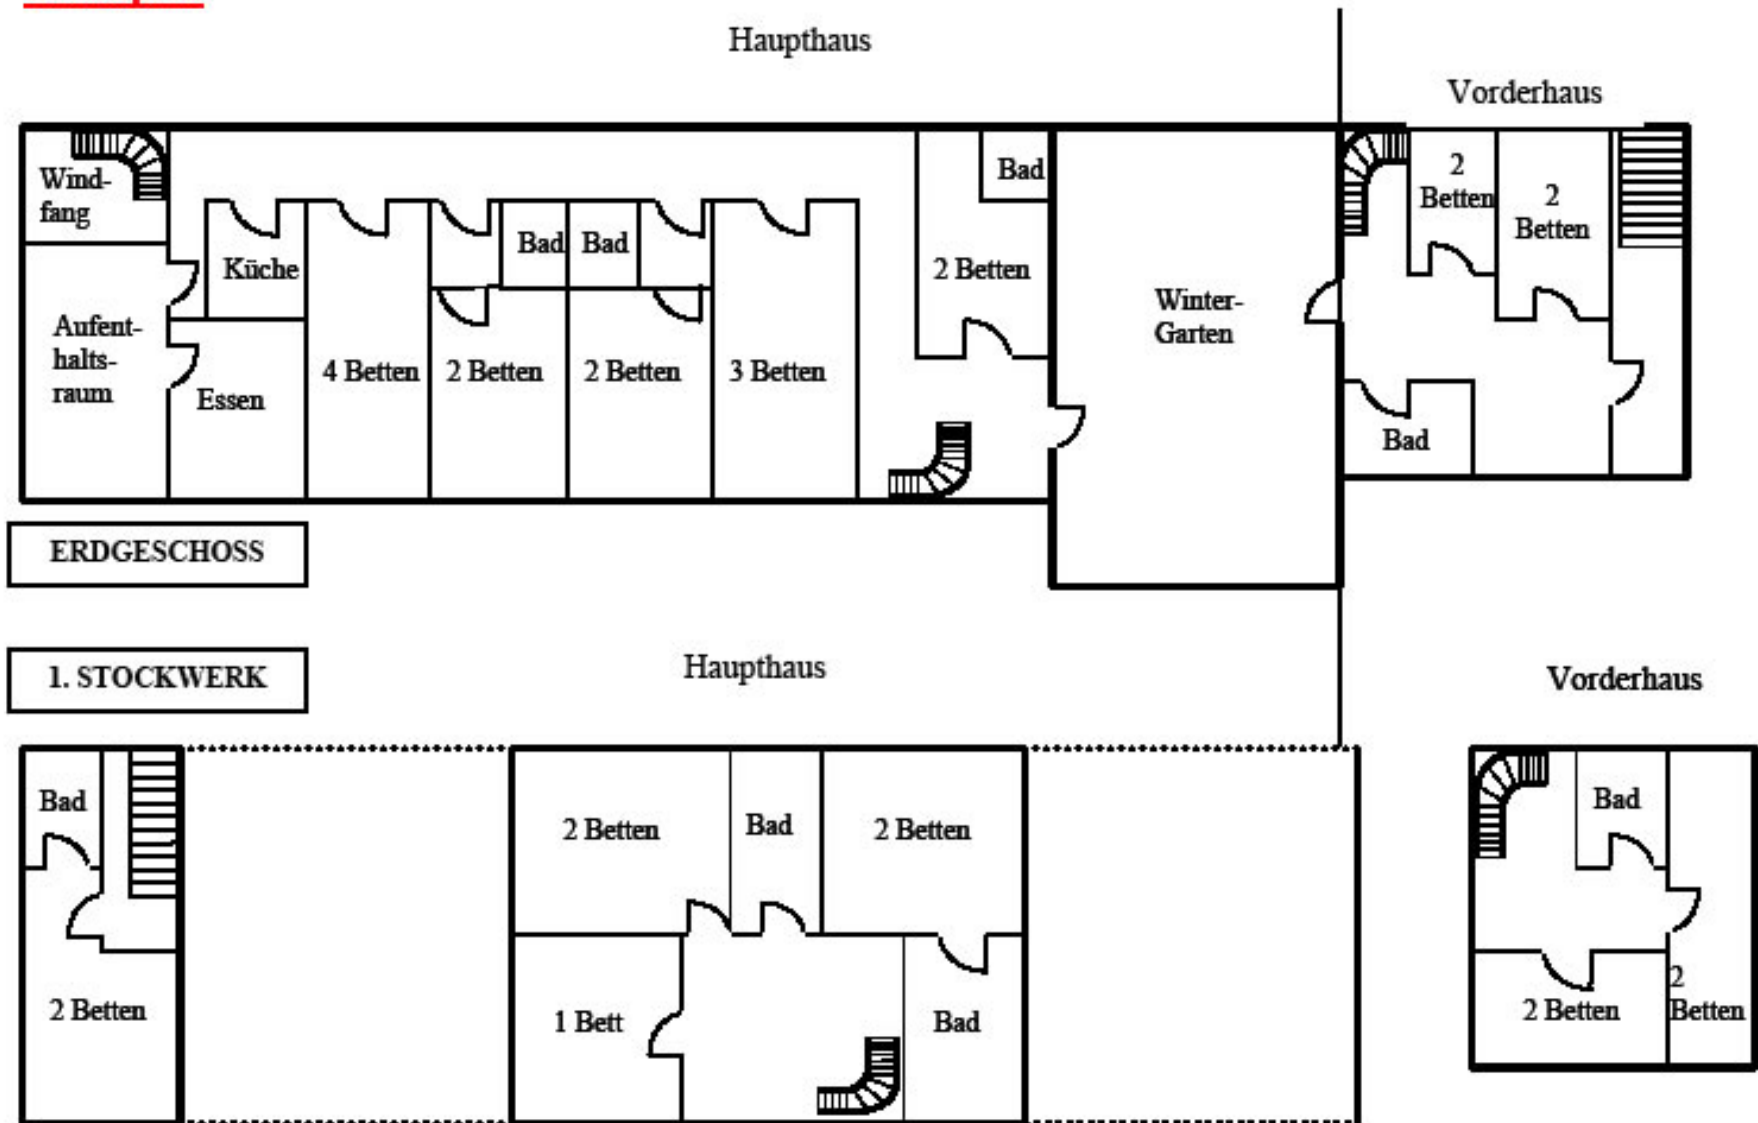 Haupthaus
Vorderhaus
Wind-
fang
Bad
2
Betten
2
Betten
Küche
Bad
Bad
2 Betten
Aufent-
halts-
raum
Winter-
Garten
Essen
4 Betten
2 Betten
2 Betten
3 Betten
Bad
ERDGESCHOSS
1. STOCKWERK
Haupthaus
Vorderhaus
Bad
2 Betten
Bad
2 Betten
Bad
2 Betten
1 Bett
Bad
2 Betten
2
Betten